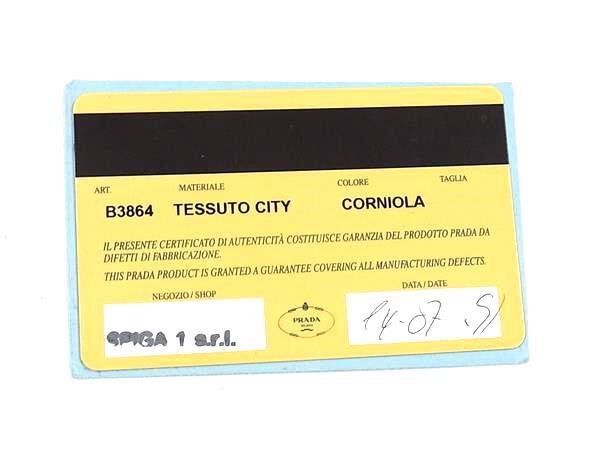 ART. MATERIALE COLORE TAGLIA
B3864 TESSUTO CITY CORNIOLA
IL PRESENTE CERTIFICATO DI AUTENTICITÀ COSTITUISCE GARANZIA DEL PRODOTTO PRADA DA
DIFETTI DI FABBRICAZIONE.
THIS PRADA PRODUCT IS GRANTED A GUARANTEE COVERING ALL MANUFACTURING DEFECTS.
NEGOZIO / SHOP DATA / DATE
SPIGA 1 s.r.l.
PRADA
MILANO
14-07